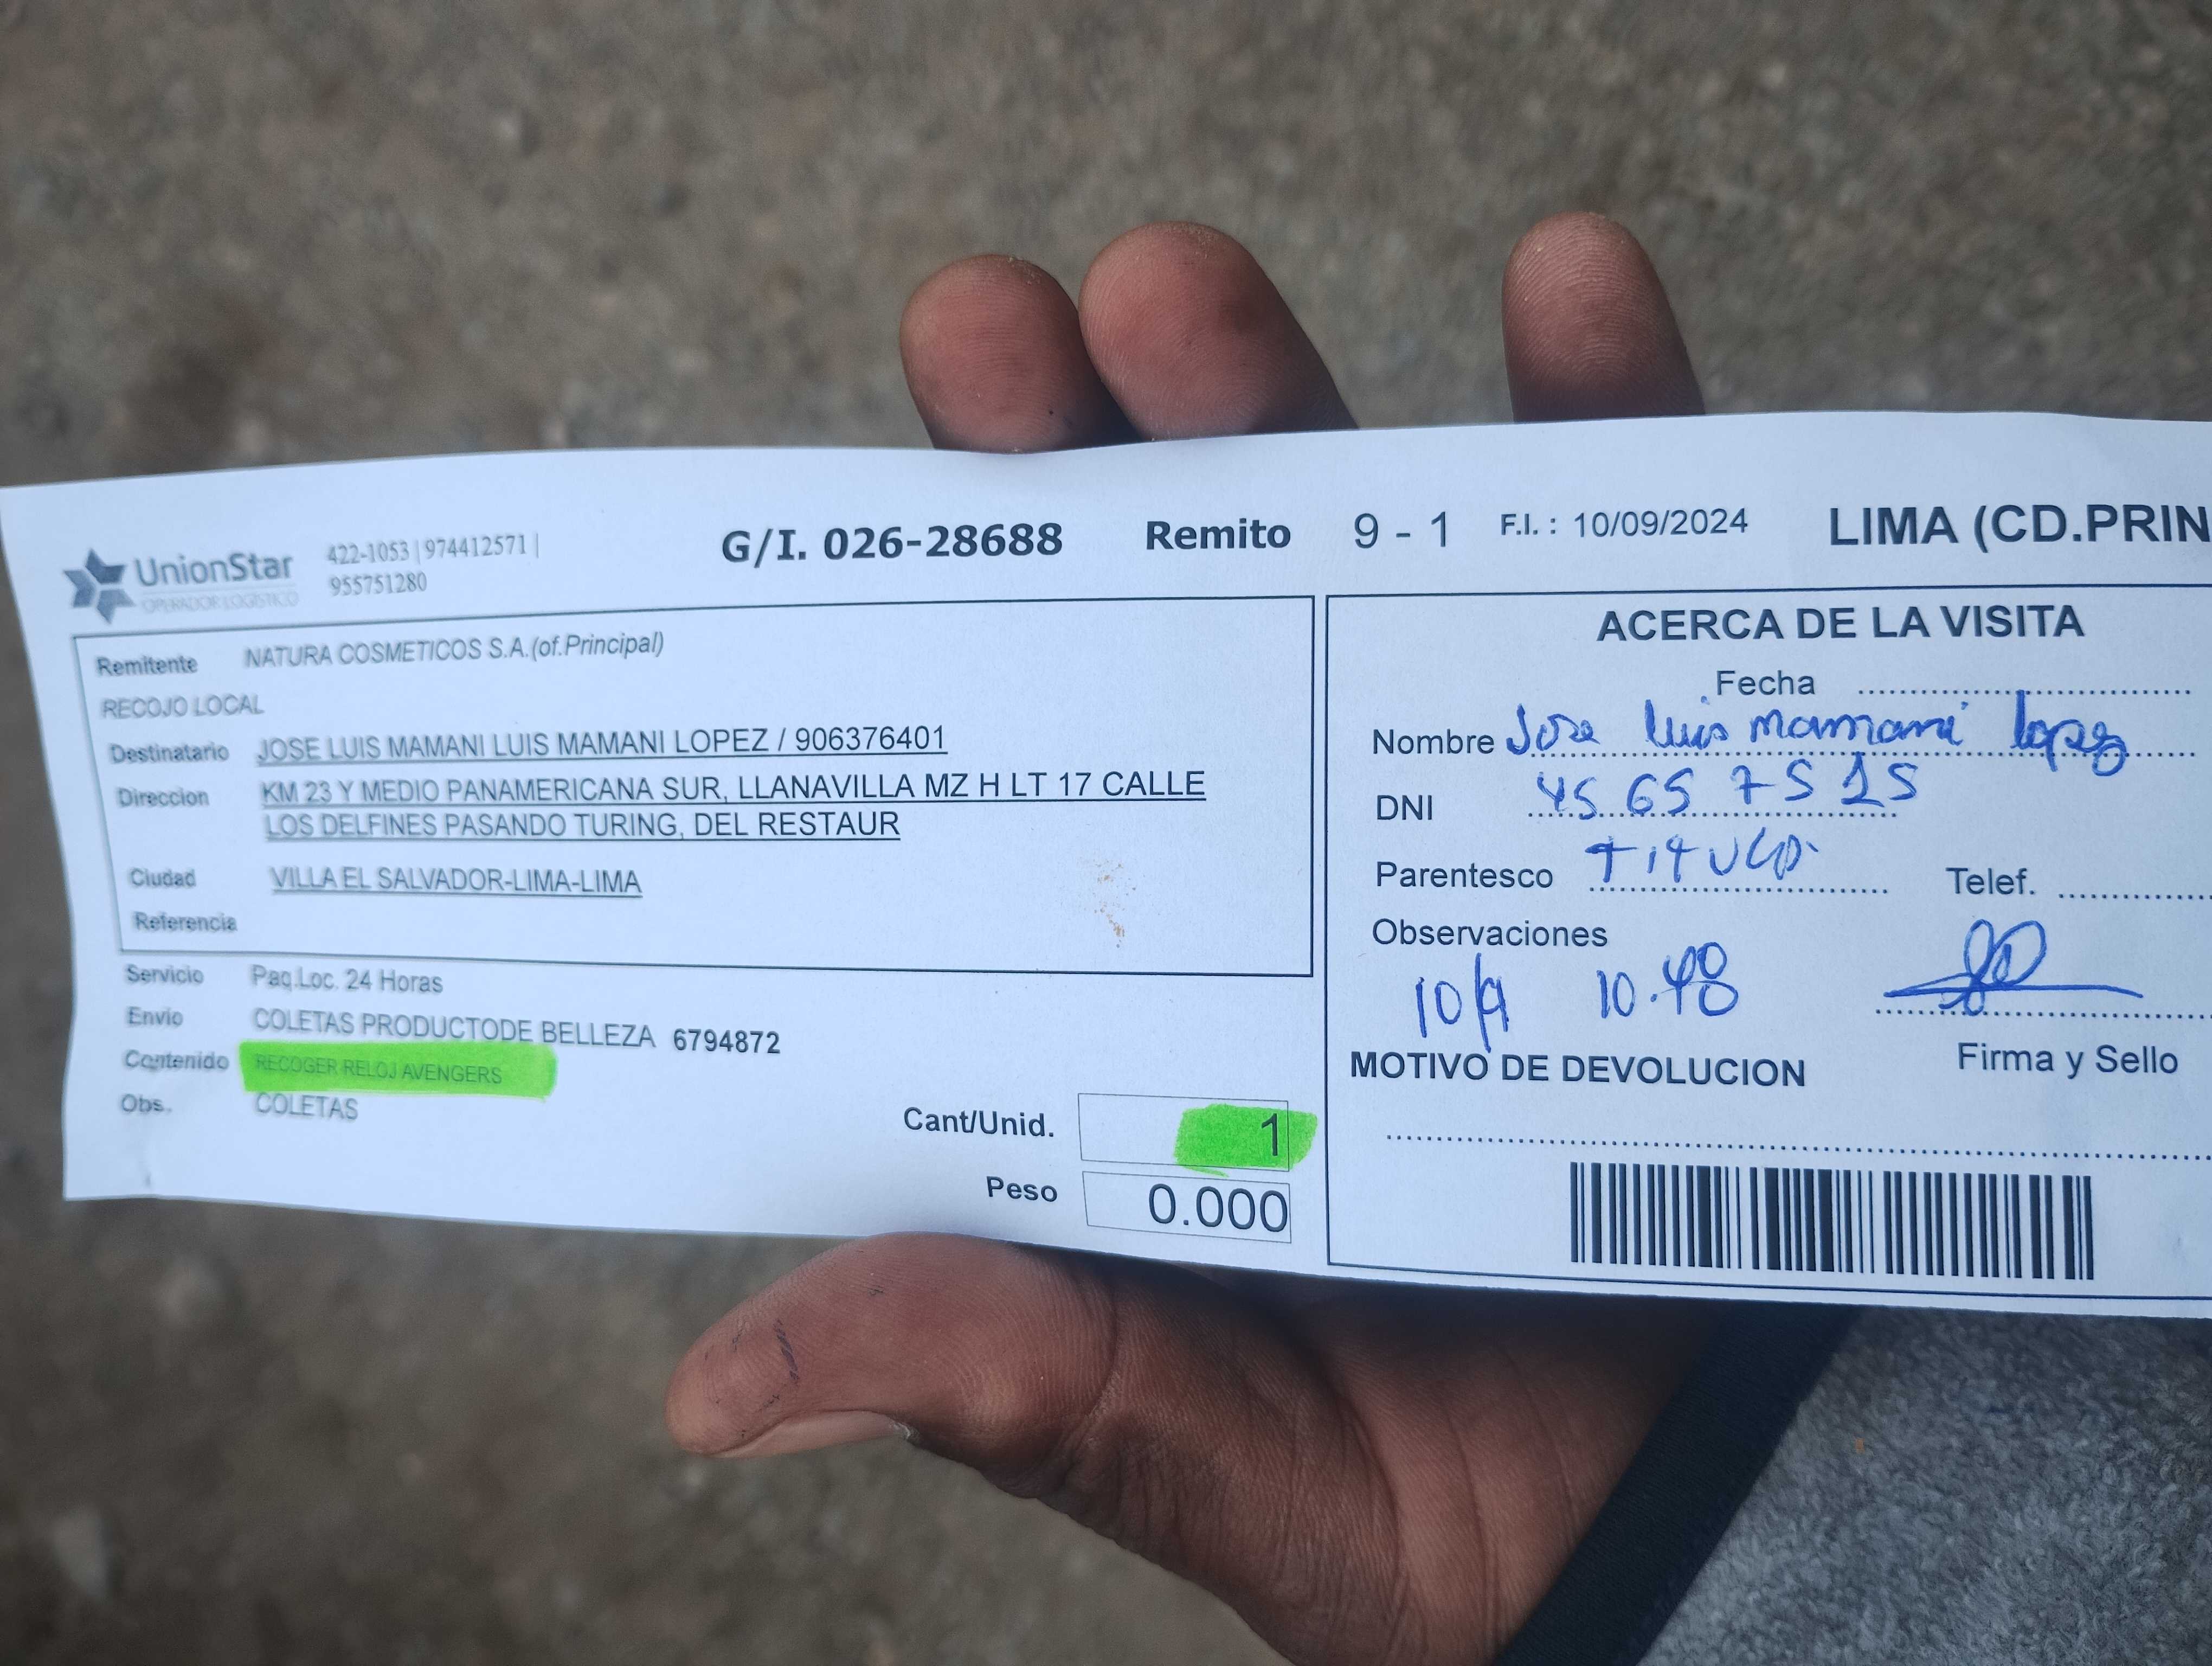 UnionStar
OPERADOR LOGISTICO
422-1053 | 974412571 |
955751280
G/I. 026-28688 Remito 9 - 1 F.I. : 10/09/2024 LIMA (CD.PRIN
Remitente NATURA COSMETICOS S.A.(of.Principal)
RECOJO LOCAL
Destinatario JOSE LUIS MAMANI LUIS MAMANI LOPEZ / 906376401
Direccion KM 23 Y MEDIO PANAMERICANA SUR, LLANAVILLA MZ H LT 17 CALLE
LOS DELFINES PASANDO TURING, DEL RESTAUR
Ciudad VILLA EL SALVADOR-LIMA-LIMA
Referencia
Servicio Paq.Loc. 24 Horas
Envio COLETAS PRODUCTODE BELLEZA 6794872
Contenido RECOGER RELOJ AVENGERS
Obs. COLETAS
Cant/Unid. 1
Peso 0.000
ACERCA DE LA VISITA
Fecha
Nombre Jose luis mamani lopez
DNI 45657515
Parentesco TITULAR Telef.
Observaciones
10/9 10.48
Firma y Sello
MOTIVO DE DEVOLUCION